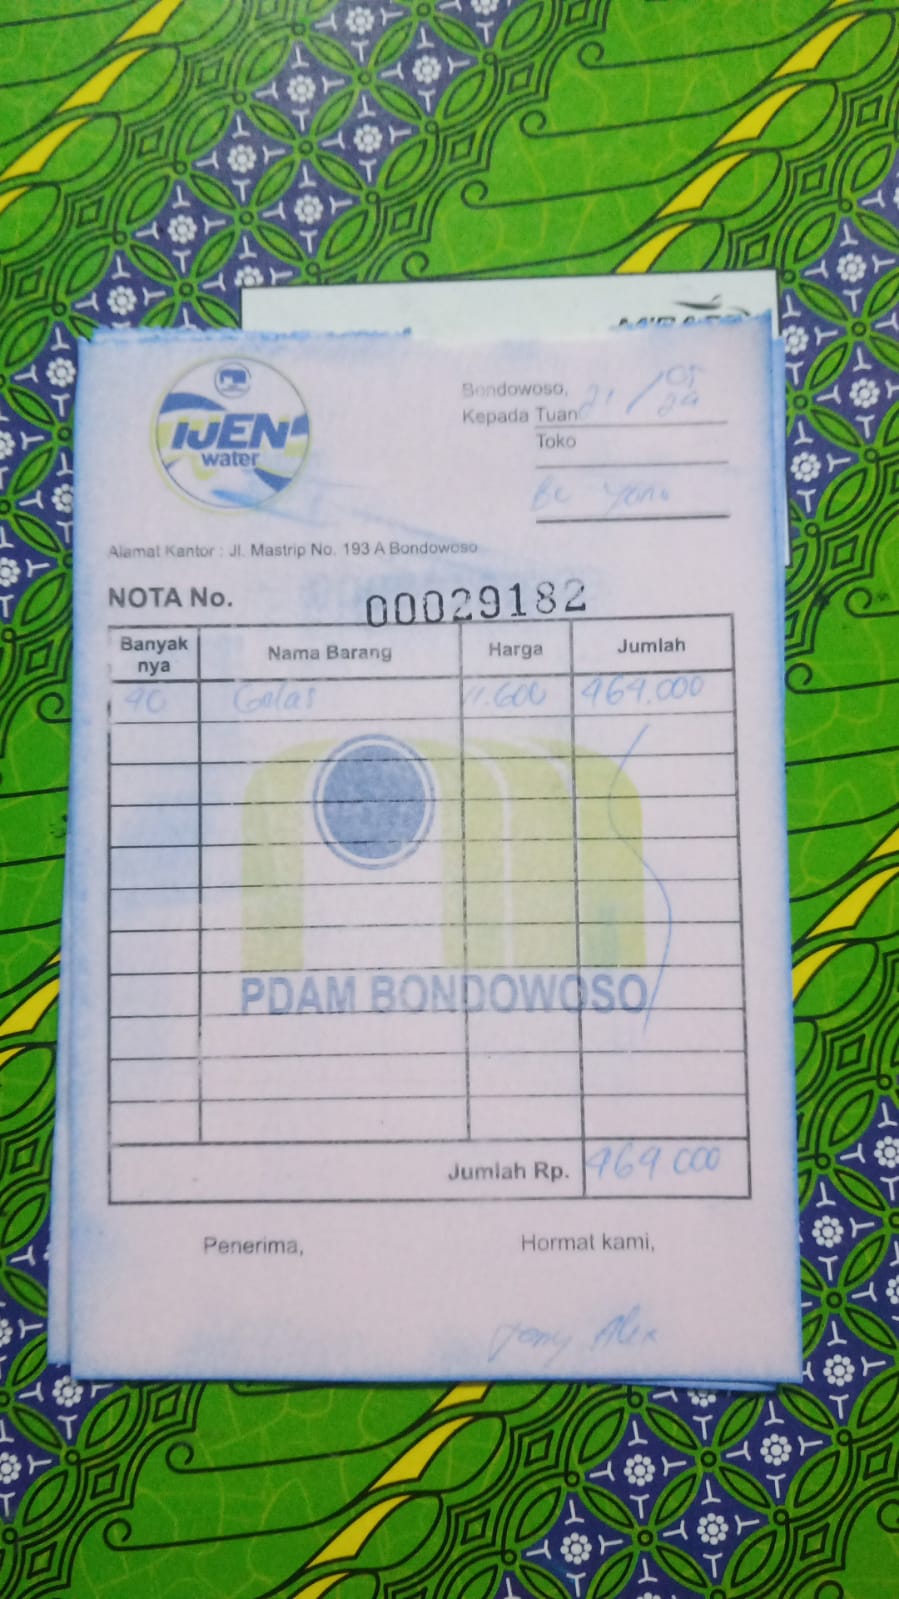 IJEN
water
Bondowoso, 21/05
24
Kepada Tuan
Toko
Bu Yono
Alamat Kantor : Jl. Mastrip No. 193 A Bondowoso
NOTA No. 00029182
Banyak nya Nama Barang Harga Jumlah
40 Gelas 11.600 464.000
PDAM BONDOWOSO
Jumlah Rp. 464 000
Penerima, Hormat kami,
Alex